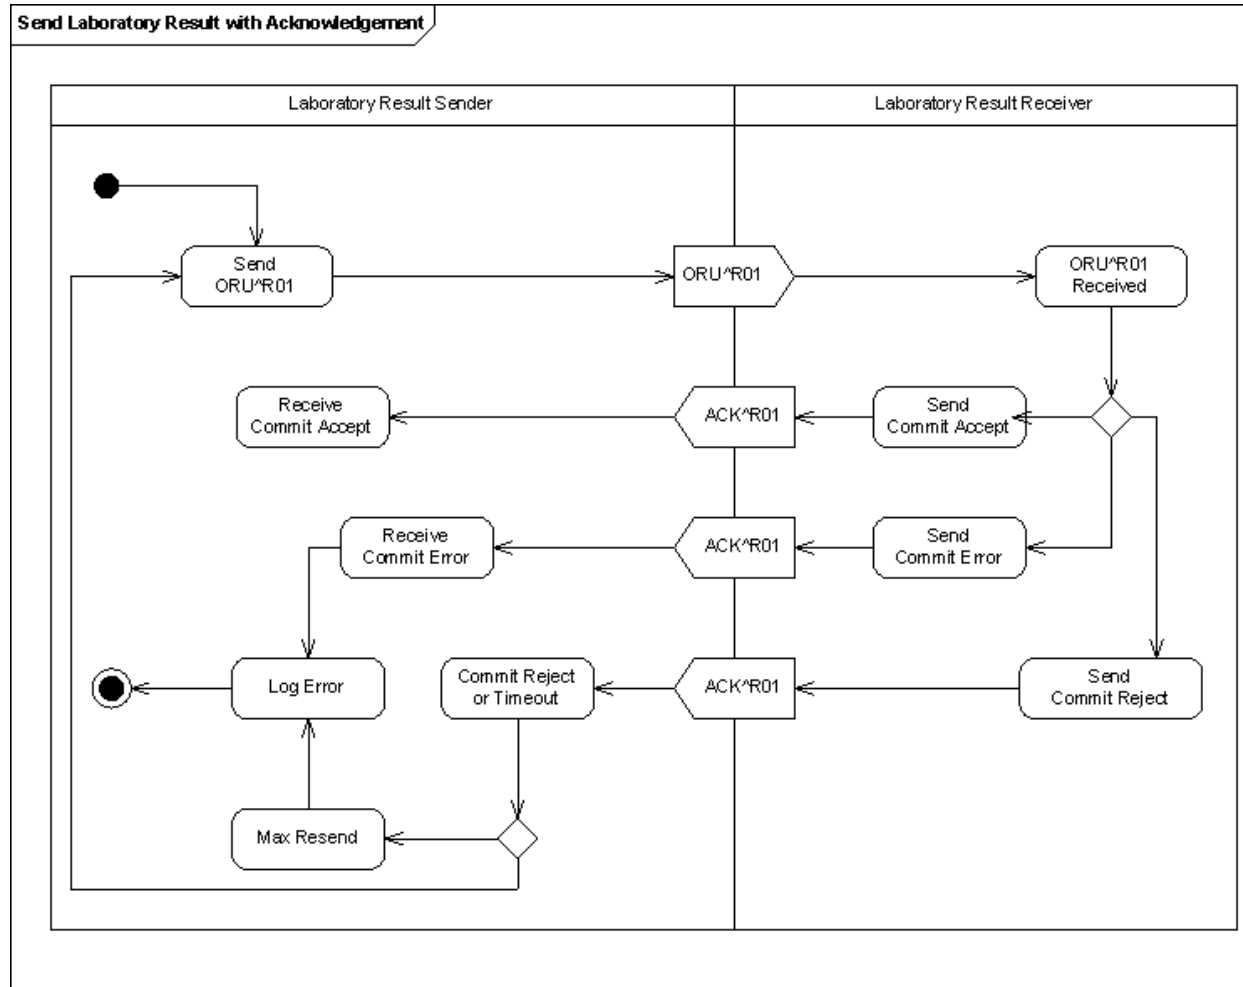 Send Laboratory Result with Acknowledgement
Laboratory Result Sender
Laboratory Result Receiver
Send
ORU^R01
ORU^R01
ORU^R01
Received
Receive
Commit Accept
ACK^R01
Send
Commit Accept
Receive
Commit Error
ACK^R01
Send
Commit Error
Log Error
Commit Reject
or Timeout
ACK^R01
Send
Commit Reject
Max Resend